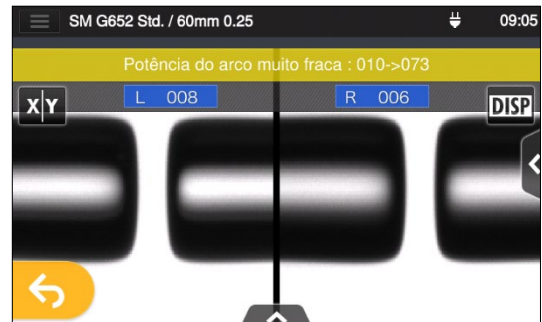 SM G652 Std. / 60mm 0.25 09:05
Potência do arco muito fraca : 010->073
X|Y L 008 R 006 DISP